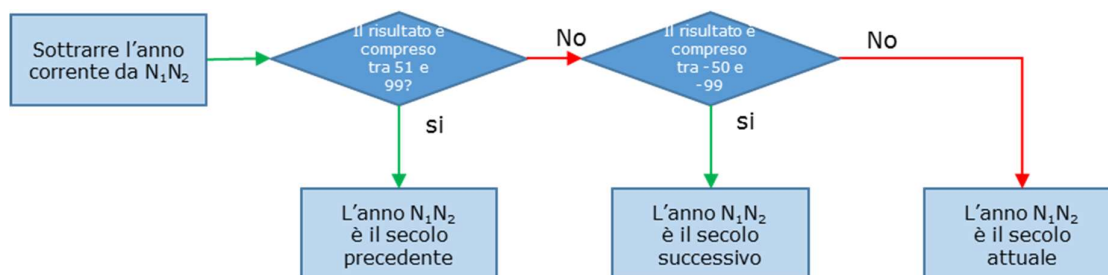 Sottrarre l'anno
corrente da N₁N₂
Il risultato è
compreso
tra 51 e
99?
No
Il risultato è
compreso
tra -50 e
-99
No
si
si
L'anno N₁N₂
è il secolo
precedente
L'anno N₁N₂
è il secolo
successivo
L'anno N₁N₂
è il secolo
attuale